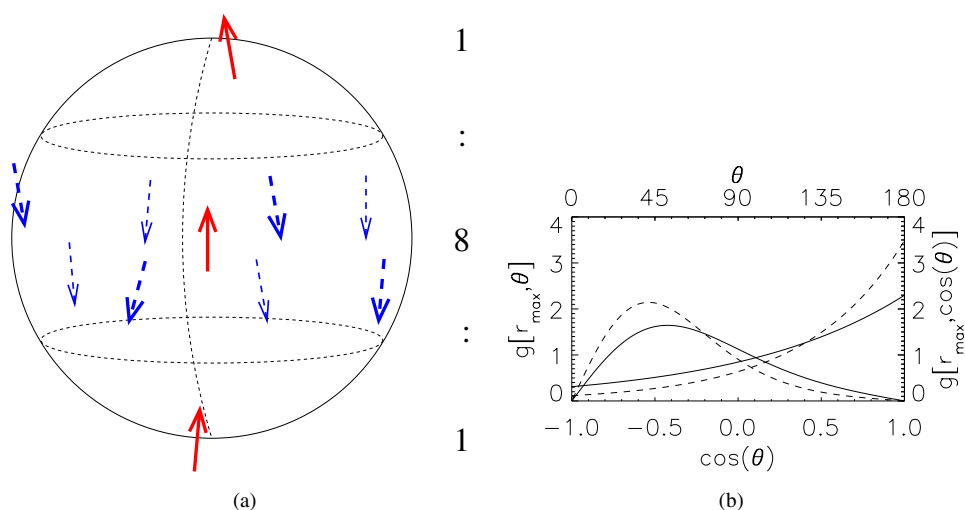 1
:
8
:
1
(a)
θ
0 45 90 135 180
4 4
3 3
2 2
1 1
0 0
g[r_max,θ]
g[r_max,cos(θ)]
−1.0 −0.5 0.0 0.5 1.0
cos(θ)
(b)